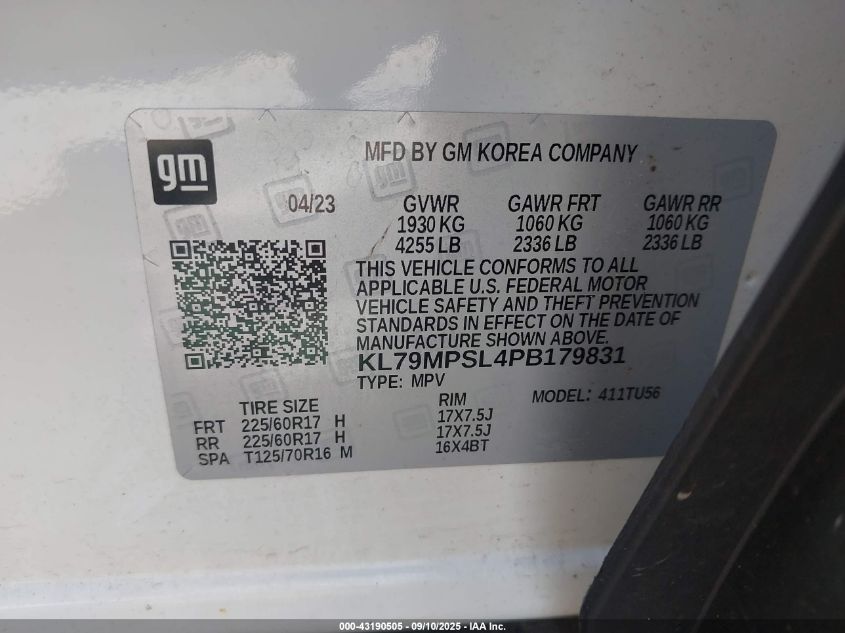 gm
MFD BY GM KOREA COMPANY
04/23 GVWR GAWR FRT GAWR RR
1930 KG 1060 KG 1060 KG
4255 LB 2336 LB 2336 LB
THIS VEHICLE CONFORMS TO ALL
APPLICABLE U.S. FEDERAL MOTOR
VEHICLE SAFETY AND THEFT PREVENTION
STANDARDS IN EFFECT ON THE DATE OF
MANUFACTURE SHOWN ABOVE.
KL79MPSL4PB179831
TYPE: MPV MODEL: 411TU56
TIRE SIZE RIM
FRT 225/60R17 H 17X7.5J
RR 225/60R17 H 17X7.5J
SPA T125/70R16 M 16X4BT
000-43190505 - 09/10/2025 - IAA Inc.